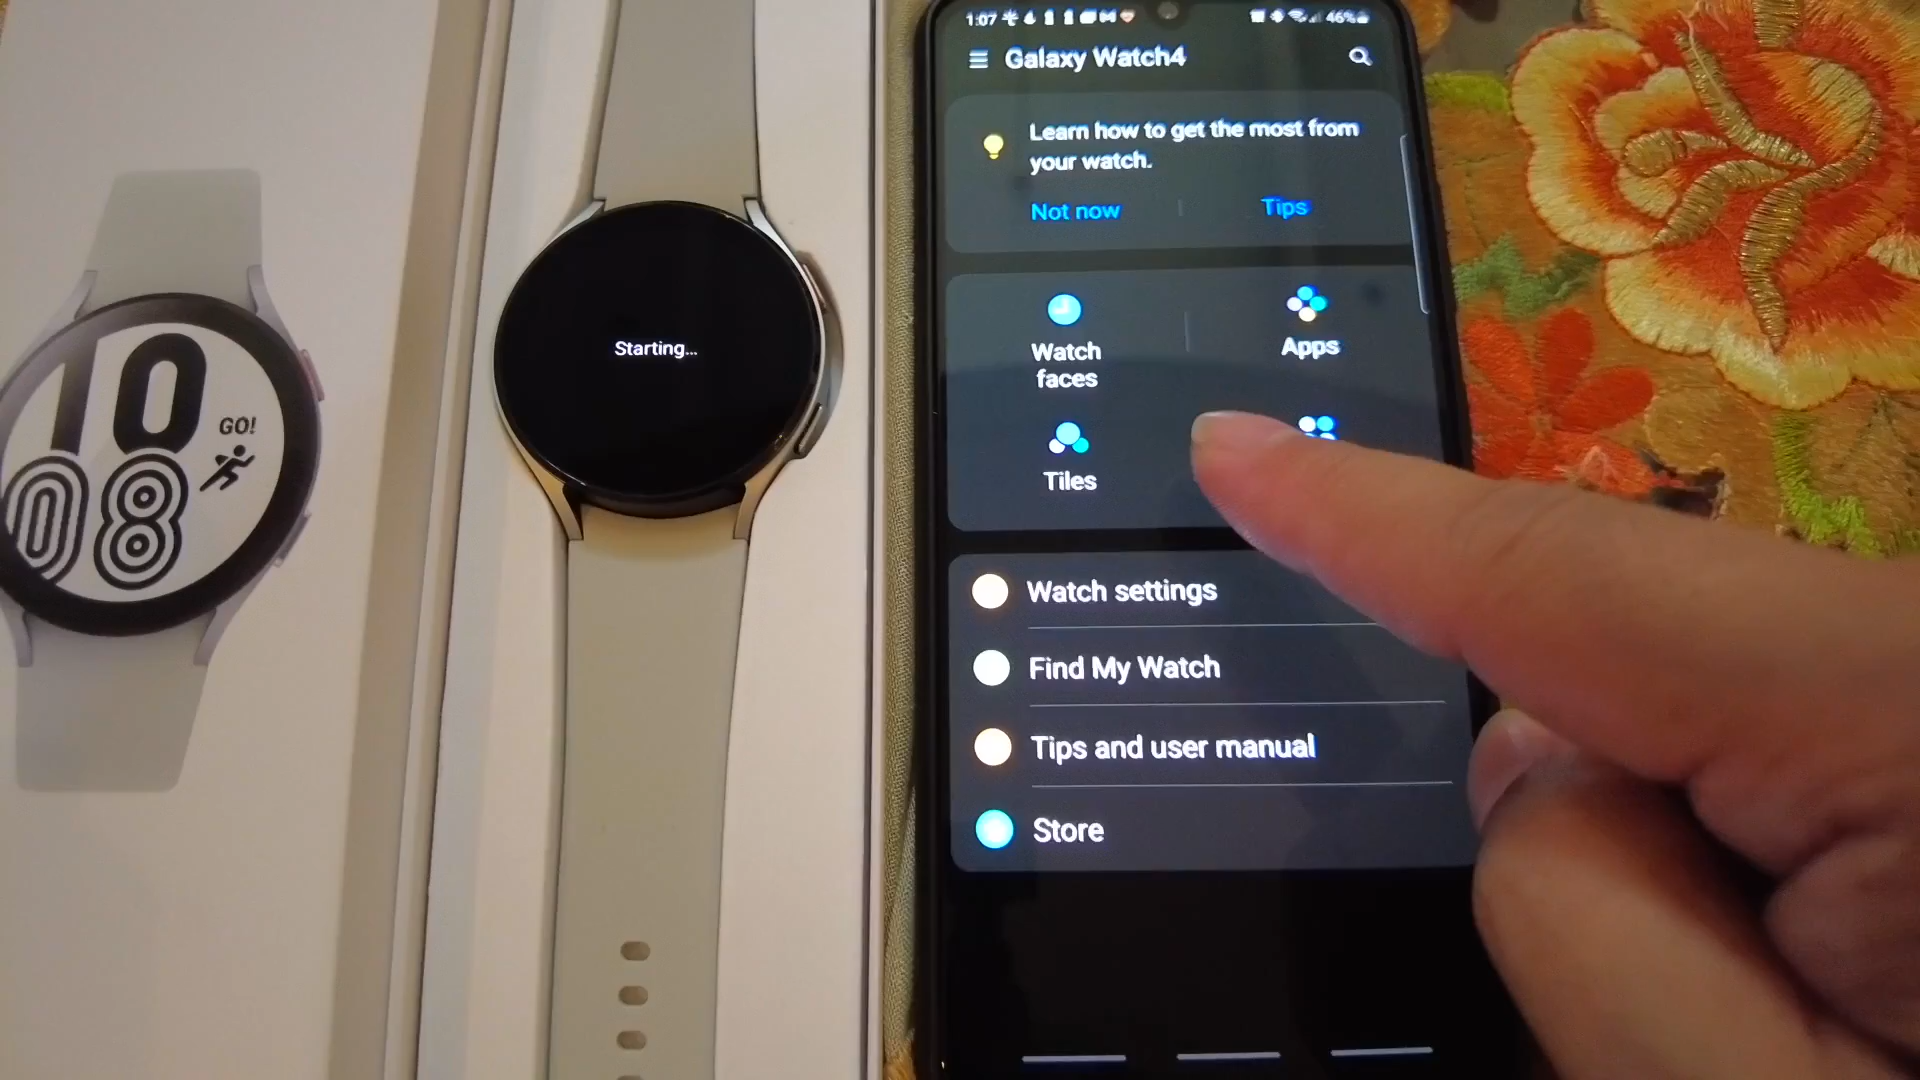 10
08
GO!
Starting...
1:07
46%
Galaxy Watch4
Learn how to get the most from
your watch.
Not now
Tips
Watch
faces
Apps
Tiles
Watch settings
Find My Watch
Tips and user manual
Store